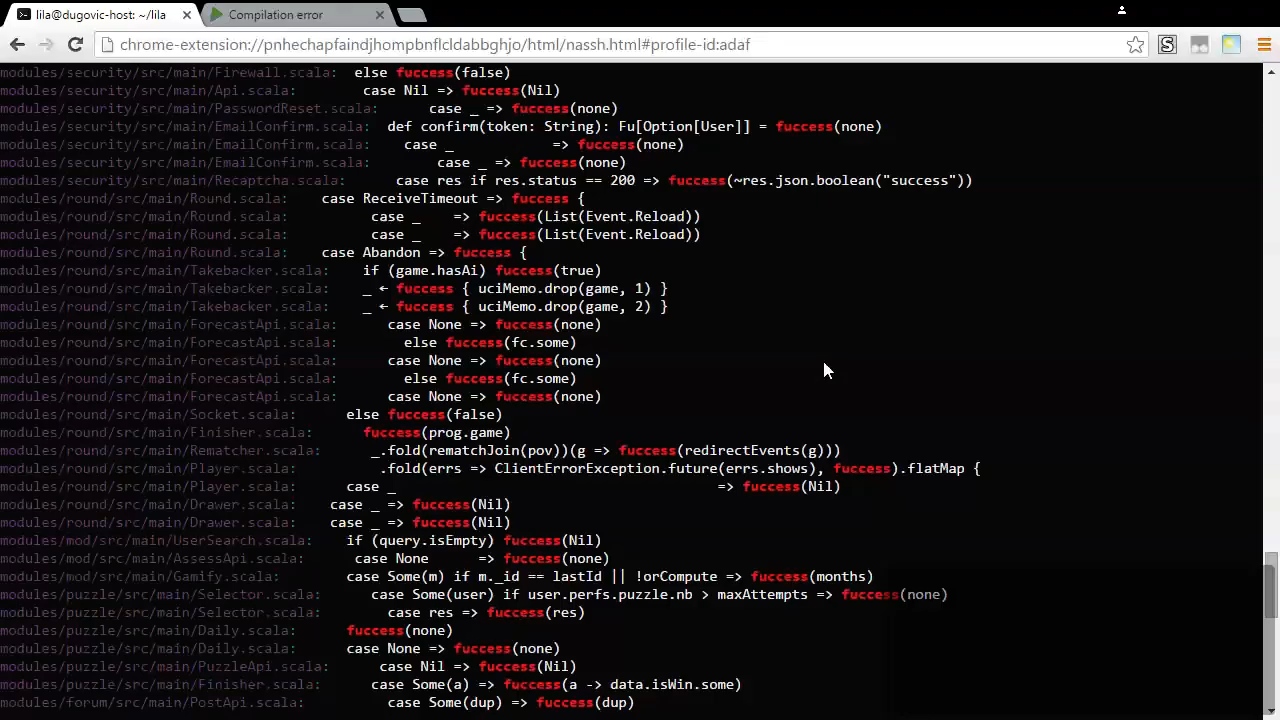 lila@dugovic-host: ~/lila
Compilation error
chrome-extension://pnhechapfaindjhompbnflcldabbghjo/html/nassh.html#profile-id:adaf
modules/security/src/main/Firewall.scala:     else fuccess(false)
modules/security/src/main/Api.scala:        case Nil => fuccess(Nil)
modules/security/src/main/PasswordReset.scala:      case _ => fuccess(none)
modules/security/src/main/EmailConfirm.scala:  def confirm(token: String): Fu[Option[User]] = fuccess(none)
modules/security/src/main/EmailConfirm.scala:    case _            => fuccess(none)
modules/security/src/main/EmailConfirm.scala:        case _ => fuccess(none)
modules/security/src/main/Recaptcha.scala:      case res if res.status == 200 => fuccess(~res.json.boolean("success"))
modules/round/src/main/Round.scala:    case ReceiveTimeout => fuccess {
modules/round/src/main/Round.scala:          case _    => fuccess(List(Event.Reload))
modules/round/src/main/Round.scala:          case _    => fuccess(List(Event.Reload))
modules/round/src/main/Round.scala:    case Abandon => fuccess {
modules/round/src/main/Takebacker.scala:    if (game.hasAi) fuccess(true)
modules/round/src/main/Takebacker.scala:    _ ← fuccess { uciMemo.drop(game, 1) }
modules/round/src/main/Takebacker.scala:    _ ← fuccess { uciMemo.drop(game, 2) }
modules/round/src/main/ForecastApi.scala:      case None => fuccess(none)
modules/round/src/main/ForecastApi.scala:        else fuccess(fc.some)
modules/round/src/main/ForecastApi.scala:      case None => fuccess(none)
modules/round/src/main/ForecastApi.scala:        else fuccess(fc.some)
modules/round/src/main/ForecastApi.scala:      case None => fuccess(none)
modules/round/src/main/Socket.scala:      else fuccess(false)
modules/round/src/main/Finisher.scala:      fuccess(prog.game)
modules/round/src/main/Rematcher.scala:      _.fold(rematchJoin(pov))(g => fuccess(redirectEvents(g)))
modules/round/src/main/Player.scala:          .fold(errs => ClientErrorException.future(errs.shows), fuccess).flatMap {
modules/round/src/main/Player.scala:      case _                                        => fuccess(Nil)
modules/round/src/main/Drawer.scala:    case _ => fuccess(Nil)
modules/round/src/main/Drawer.scala:    case _ => fuccess(Nil)
modules/mod/src/main/UserSearch.scala:    if (query.isEmpty) fuccess(Nil)
modules/mod/src/main/AssessApi.scala:      case None      => fuccess(none)
modules/mod/src/main/Gamify.scala:         case Some(m) if m._id == lastId || !orCompute => fuccess(months)
modules/puzzle/src/main/Selector.scala:      case Some(user) if user.perfs.puzzle.nb > maxAttempts => fuccess(none)
modules/puzzle/src/main/Selector.scala:        case res => fuccess(res)
modules/puzzle/src/main/Daily.scala:      fuccess(none)
modules/puzzle/src/main/Daily.scala:      case None => fuccess(none)
modules/puzzle/src/main/PuzzleApi.scala:       case Nil => fuccess(Nil)
modules/puzzle/src/main/Finisher.scala:      case Some(a) => fuccess(a -> data.isWin.some)
modules/forum/src/main/PostApi.scala:          case Some(dup) => fuccess(dup)